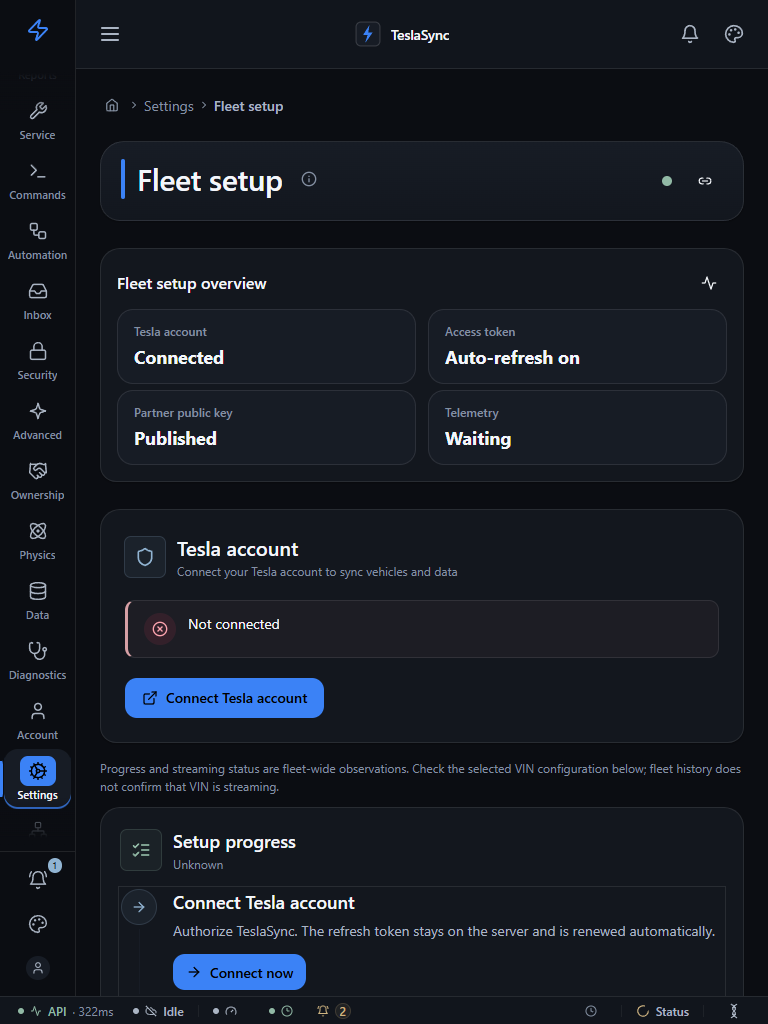 TeslaSync
Service
Commands
Automation
Inbox
Security
Advanced
Ownership
Physics
Data
Diagnostics
Account
Settings
1
Settings
Fleet setup
Fleet setup
Fleet setup overview
Tesla account
Connected
Access token
Auto-refresh on
Partner public key
Published
Telemetry
Waiting
Tesla account
Connect your Tesla account to sync vehicles and data
Not connected
Connect Tesla account
Progress and streaming status are fleet-wide observations. Check the selected VIN configuration below; fleet history does
not confirm that VIN is streaming.
Setup progress
Unknown
Connect Tesla account
Authorize TeslaSync. The refresh token stays on the server and is renewed automatically.
Connect now
API · 322ms
Idle
2
Status